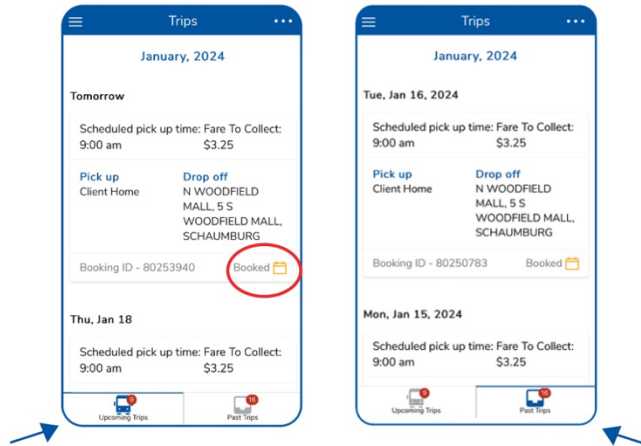 Trips
January, 2024
Tomorrow
Scheduled pick up time: Fare To Collect:
9:00 am $3.25
Pick up Drop off
Client Home N WOODFIELD
MALL, 5 S
WOODFIELD MALL,
SCHAUMBURG
Booking ID - 80253940 Booked
Thu, Jan 18
Scheduled pick up time: Fare To Collect:
9:00 am $3.25
9 16
Upcoming Trips Past Trips
Trips
January, 2024
Tue, Jan 16, 2024
Scheduled pick up time: Fare To Collect:
9:00 am $3.25
Pick up Drop off
Client Home N WOODFIELD
MALL, 5 S
WOODFIELD MALL,
SCHAUMBURG
Booking ID - 80250783 Booked
Mon, Jan 15, 2024
Scheduled pick up time: Fare To Collect:
9:00 am $3.25
9 16
Upcoming Trips Past Trips